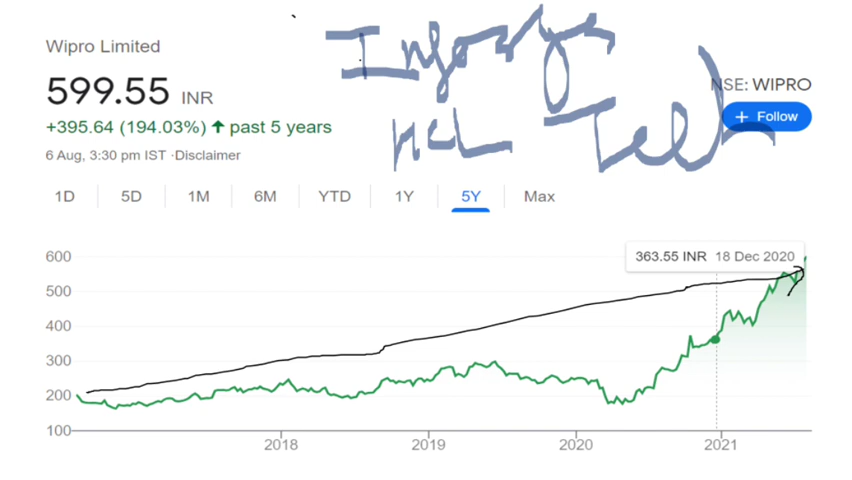 Wipro Limited
Infosys
599.55 INR
NSE: WIPRO
HCL Tech
+ Follow
+395.64 (194.03%) ↑ past 5 years
6 Aug, 3:30 pm IST ·Disclaimer
1D 5D 1M 6M YTD 1Y 5Y Max
363.55 INR 18 Dec 2020
600
500
400
300
200
100
2018 2019 2020 2021